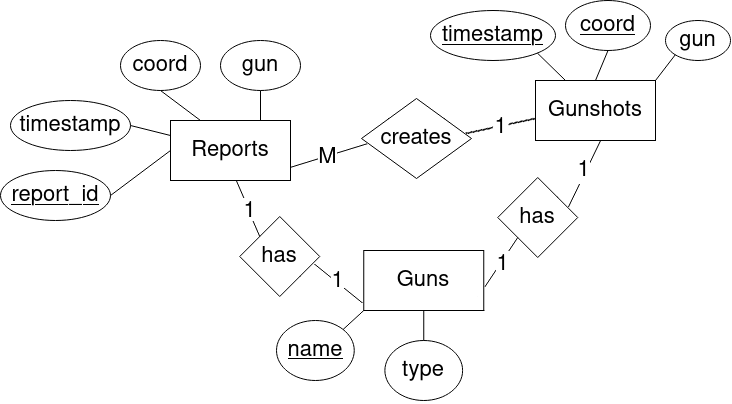 timestamp
coord
gun
coord
gun
Gunshots
timestamp
Reports
M
creates
1
report_id
1
has
1
has
1
1
Guns
name
type